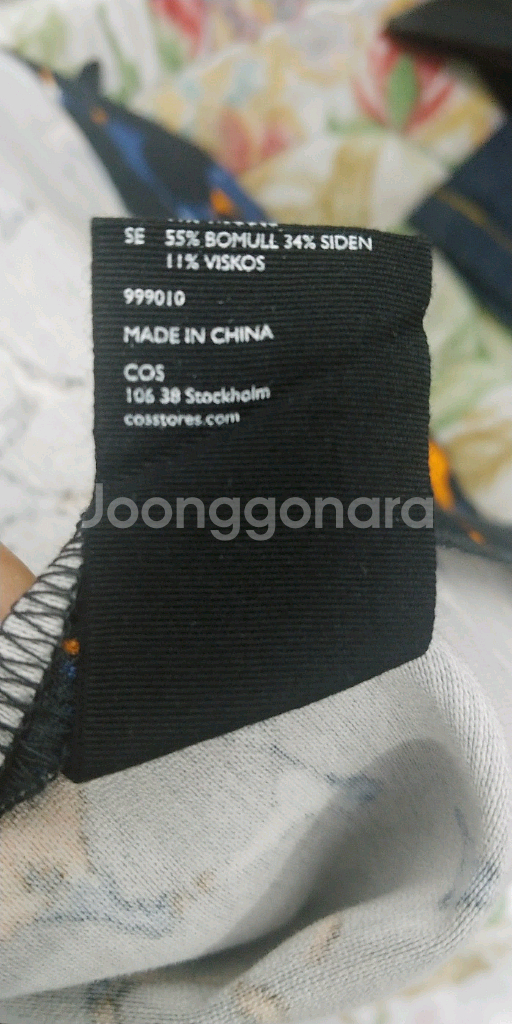 SE 55% BOMULL 34% SIDEN
11% VISKOS
999010
MADE IN CHINA
COS
106 38 Stockholm
cosstores.com
Joonggonara